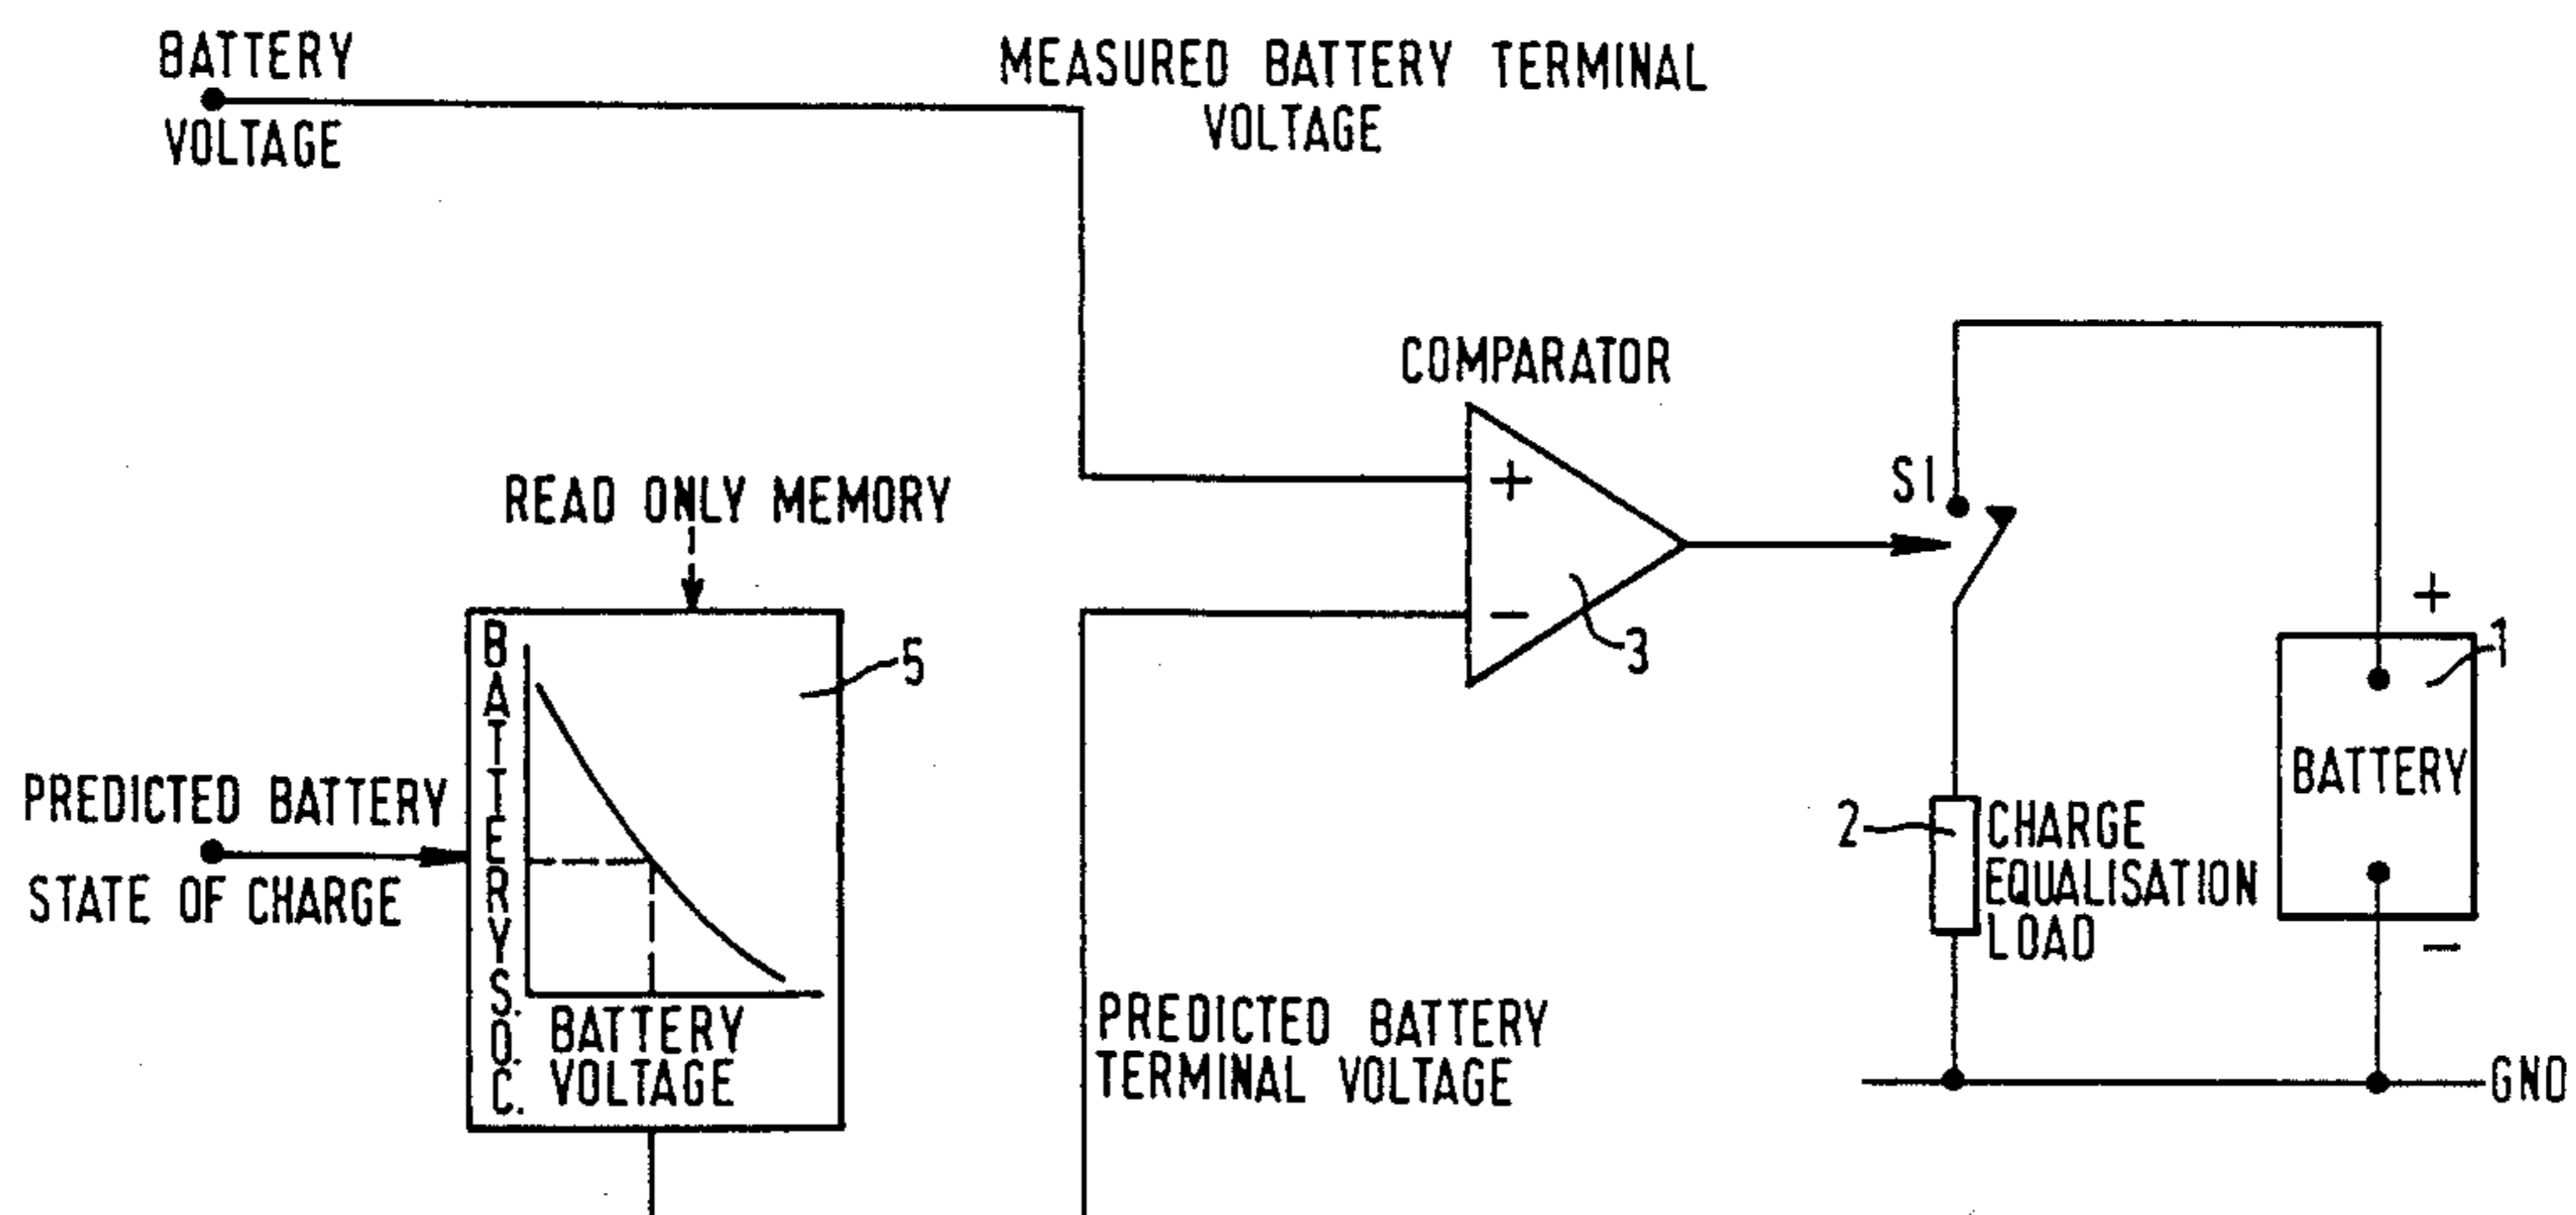 BATTERY
VOLTAGE
MEASURED BATTERY TERMINAL
VOLTAGE
COMPARATOR
+
-
3
S1
READ ONLY MEMORY
5
BATTERY S.O.C.
BATTERY
VOLTAGE
PREDICTED BATTERY
STATE OF CHARGE
PREDICTED BATTERY
TERMINAL VOLTAGE
2
CHARGE
EQUALISATION
LOAD
+
1
BATTERY
-
GND